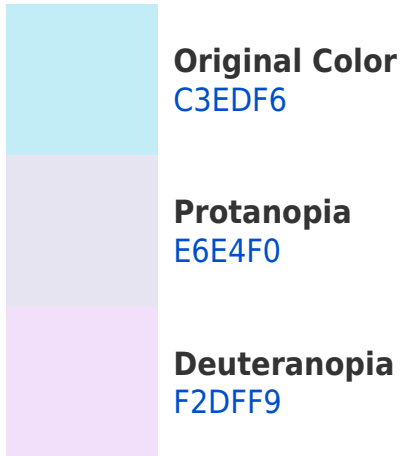 Original Color
C3EDF6
Protanopia
E6E4F0
Deuteranopia
F2DFF9